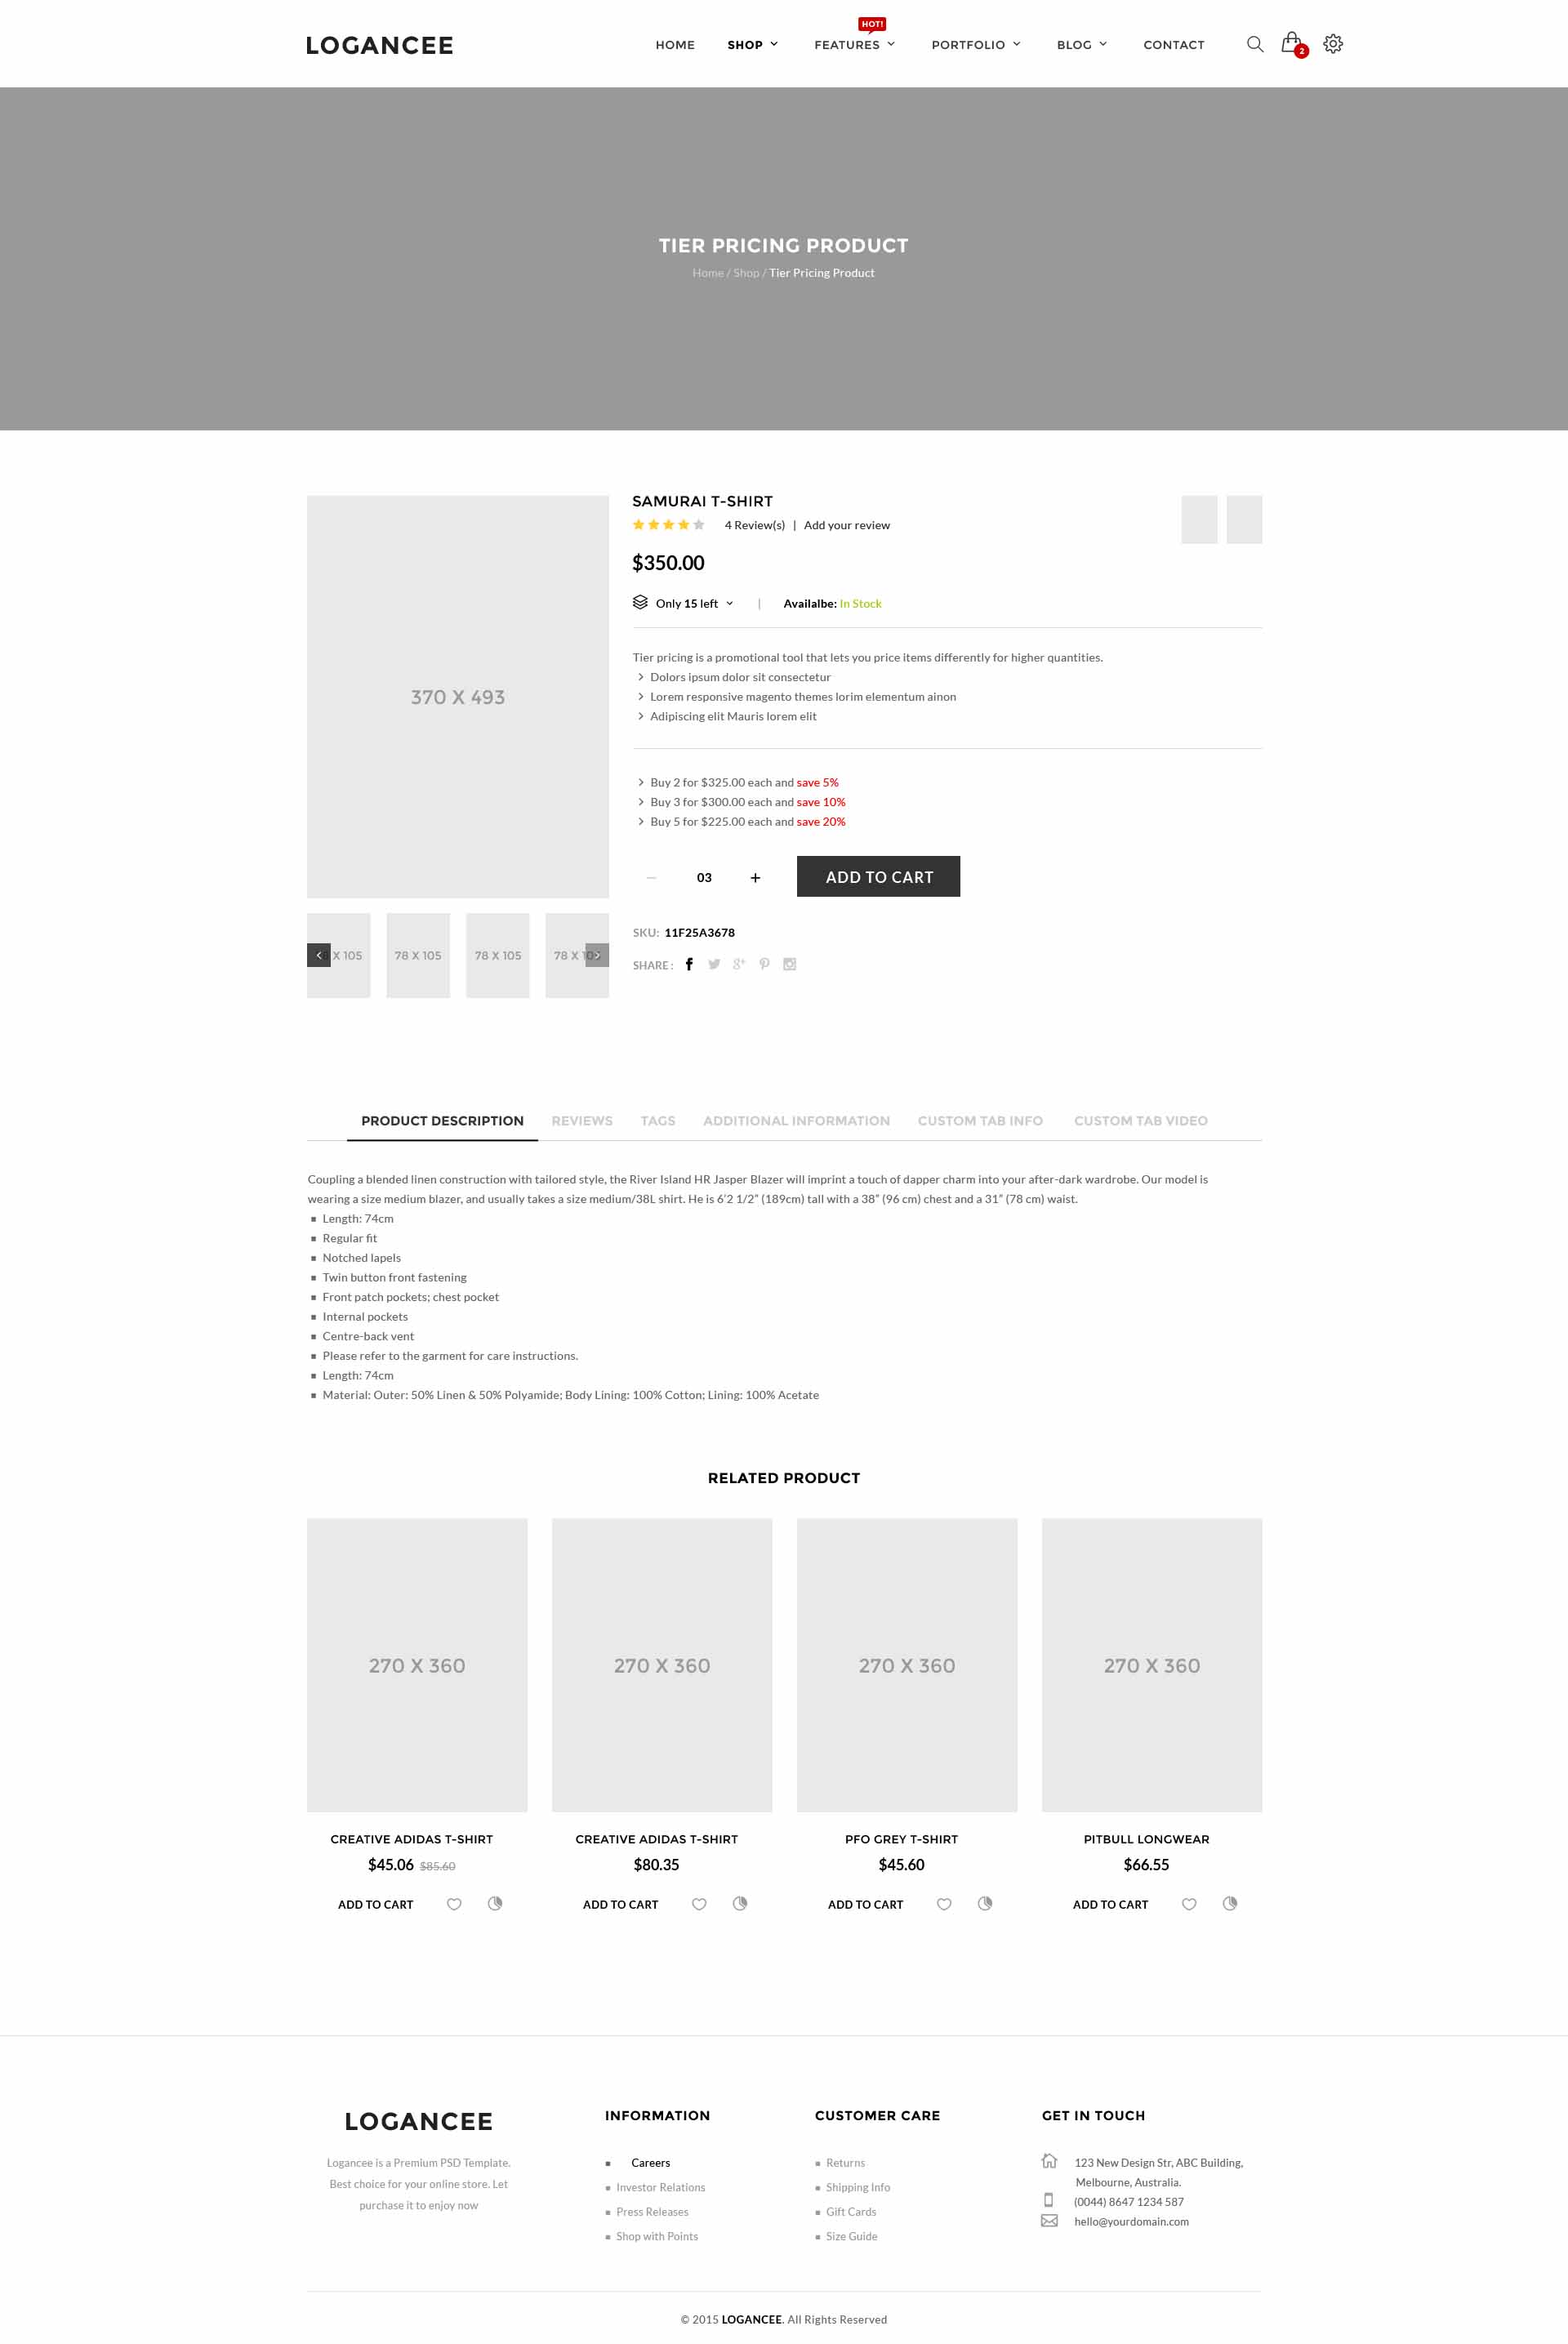 LOGANCEE
HOME SHOP FEATURES HOT! PORTFOLIO BLOG CONTACT 2
TIER PRICING PRODUCT
Home / Shop / Tier Pricing Product
370 X 493
X 105 78 X 105 78 X 105 78 X
SAMURAI T-SHIRT
4 Review(s) | Add your review
$350.00
Only 15 left | Availalbe: In Stock
Tier pricing is a promotional tool that lets you price items differently for higher quantities.
Dolors ipsum dolor sit consectetur
Lorem responsive magento themes lorim elementum ainon
Adipiscing elit Mauris lorem elit
Buy 2 for $325.00 each and save 5%
Buy 3 for $300.00 each and save 10%
Buy 5 for $225.00 each and save 20%
03 + ADD TO CART
SKU: 11F25A3678
SHARE :
PRODUCT DESCRIPTION REVIEWS TAGS ADDITIONAL INFORMATION CUSTOM TAB INFO CUSTOM TAB VIDEO
Coupling a blended linen construction with tailored style, the River Island HR Jasper Blazer will imprint a touch of dapper charm into your after-dark wardrobe. Our model is
wearing a size medium blazer, and usually takes a size medium/38L shirt. He is 6’2 1/2” (189cm) tall with a 38” (96 cm) chest and a 31” (78 cm) waist.
Length: 74cm
Regular fit
Notched lapels
Twin button front fastening
Front patch pockets; chest pocket
Internal pockets
Centre-back vent
Please refer to the garment for care instructions.
Length: 74cm
Material: Outer: 50% Linen & 50% Polyamide; Body Lining: 100% Cotton; Lining: 100% Acetate
RELATED PRODUCT
270 X 360 270 X 360 270 X 360 270 X 360
CREATIVE ADIDAS T-SHIRT CREATIVE ADIDAS T-SHIRT PFO GREY T-SHIRT PITBULL LONGWEAR
$45.06 $85.60 $80.35 $45.60 $66.55
ADD TO CART ADD TO CART ADD TO CART ADD TO CART
LOGANCEE
Logancee is a Premium PSD Template.
Best choice for your online store. Let
purchase it to enjoy now
INFORMATION
Careers
Investor Relations
Press Releases
Shop with Points
CUSTOMER CARE
Returns
Shipping Info
Gift Cards
Size Guide
GET IN TOUCH
123 New Design Str, ABC Building,
Melbourne, Australia.
(0044) 8647 1234 587
hello@yourdomain.com
© 2015 LOGANCEE. All Rights Reserved